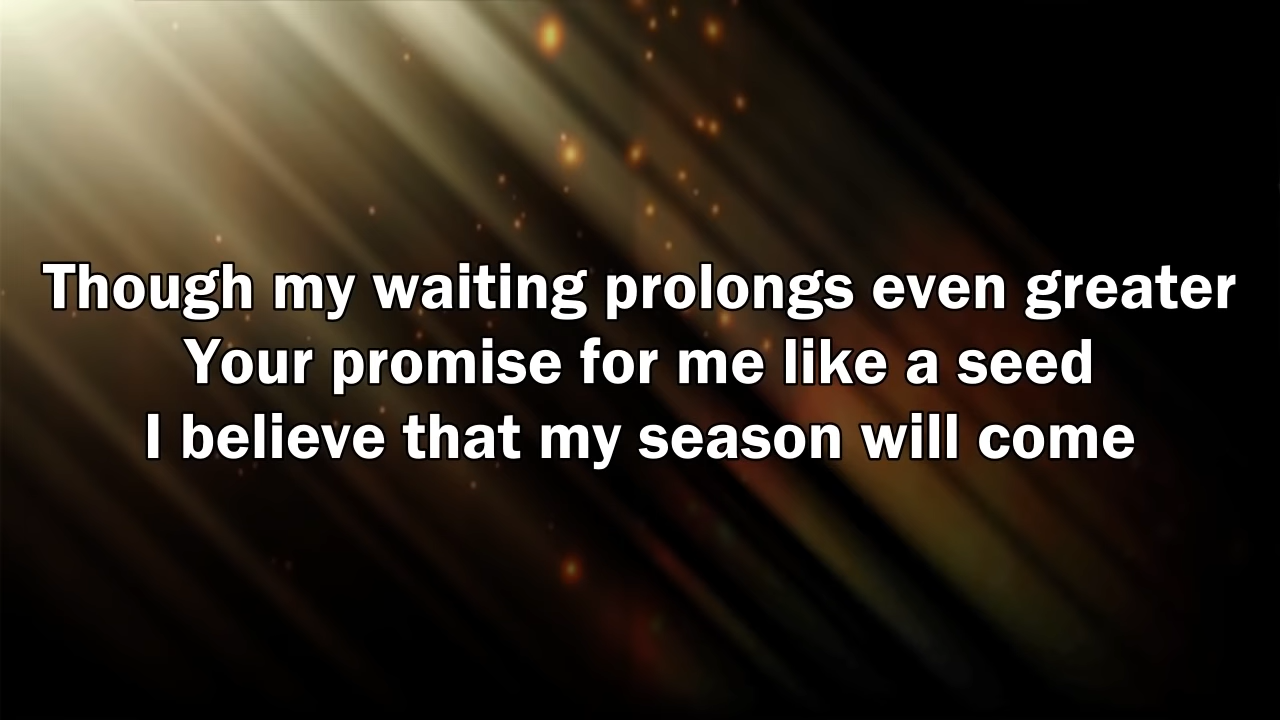 Though my waiting prolongs even greater
Your promise for me like a seed
I believe that my season will come